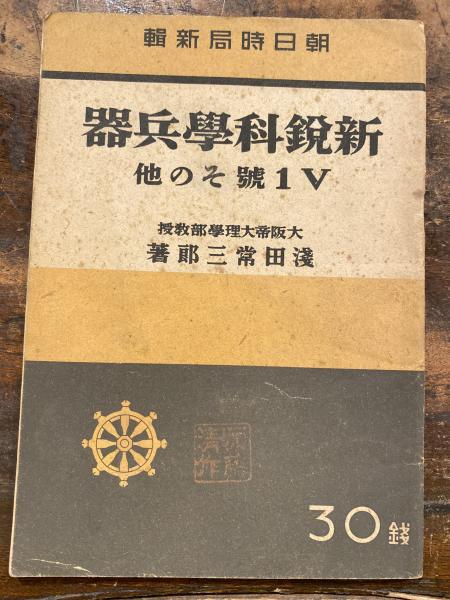 朝日時局新輯
新銳科學兵器
V1號その他
大阪帝大理學部教授
淺田常三郎著
30錢